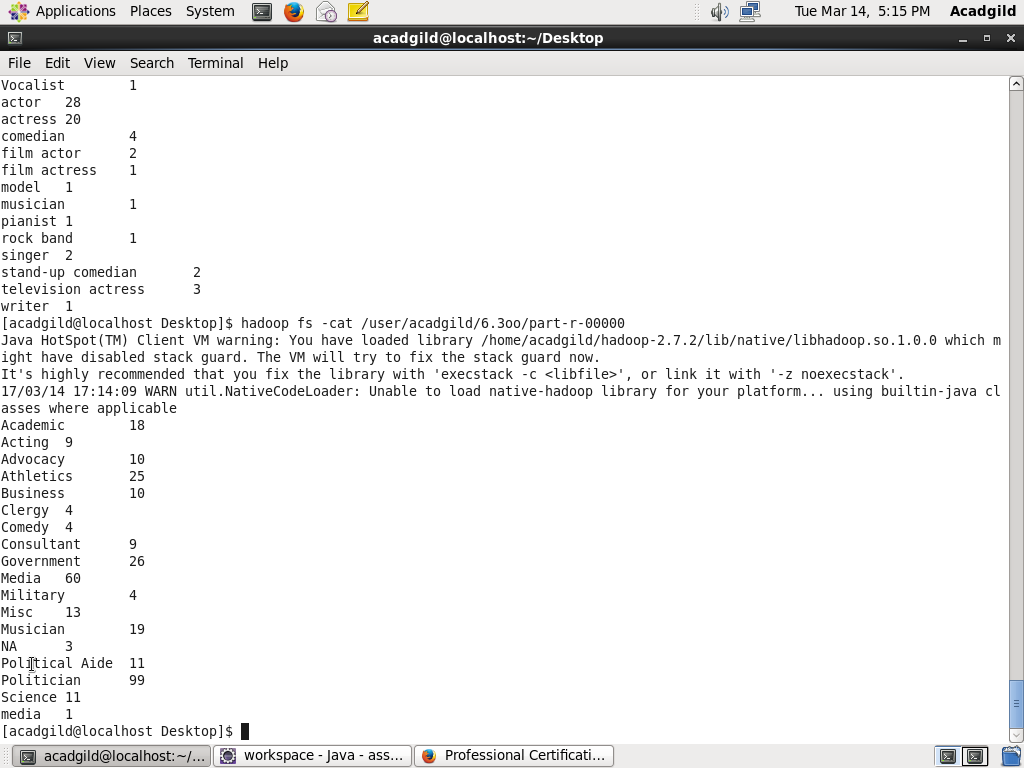 Applications Places System Tue Mar 14, 5:15 PM Acadgild
acadgild@localhost:~/Desktop
File Edit View Search Terminal Help
Vocalist 1
actor 28
actress 20
comedian 4
film actor 2
film actress 1
model 1
musician 1
pianist 1
rock band 1
singer 2
stand-up comedian 2
television actress 3
writer 1
[acadgild@localhost Desktop]$ hadoop fs -cat /user/acadgild/6.3oo/part-r-00000
Java HotSpot(TM) Client VM warning: You have loaded library /home/acadgild/hadoop-2.7.2/lib/native/libhadoop.so.1.0.0 which m
ight have disabled stack guard. The VM will try to fix the stack guard now.
It's highly recommended that you fix the library with 'execstack -c <libfile>', or link it with '-z noexecstack'.
17/03/14 17:14:09 WARN util.NativeCodeLoader: Unable to load native-hadoop library for your platform... using builtin-java cl
asses where applicable
Academic 18
Acting 9
Advocacy 10
Athletics 25
Business 10
Clergy 4
Comedy 4
Consultant 9
Government 26
Media 60
Military 4
Misc 13
Musician 19
NA 3
Political Aide 11
Politician 99
Science 11
media 1
[acadgild@localhost Desktop]$
acadgild@localhost:~/... workspace - Java - ass... Professional Certificati...